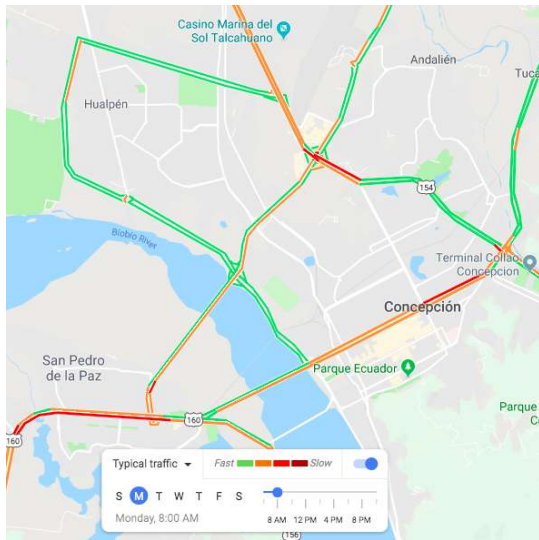 Casino Marina del
Sol Talcahuano
Andalién
Tuca
Hualpén
154
Biobío River
Terminal Collao
Concepcion
Concepción
San Pedro
de la Paz
Parque Ecuador
Parque
C
160
160
Typical traffic
Fast
Slow
S M T W T F S
Monday, 8:00 AM
8 AM 12 PM 4 PM 8 PM
156